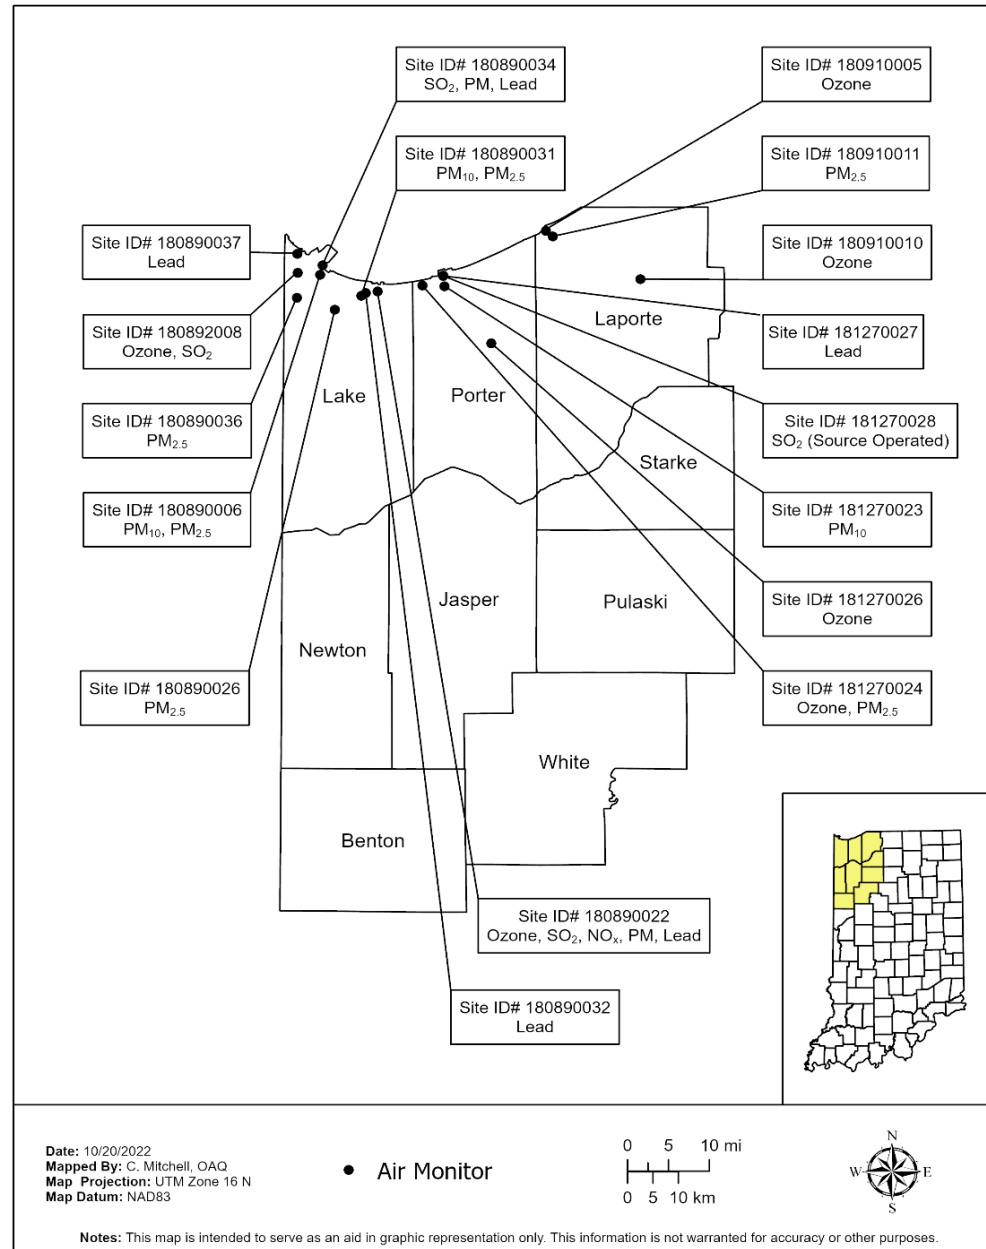 Site ID# 180890034
SO₂, PM, Lead
Site ID# 180910005
Ozone
Site ID# 180890031
PM₁₀, PM₂.₅
Site ID# 180910011
PM₂.₅
Site ID# 180890037
Lead
Site ID# 180910010
Ozone
Site ID# 180892008
Ozone, SO₂
Laporte
Site ID# 181270027
Lead
Lake
Porter
Site ID# 180890036
PM₂.₅
Site ID# 181270028
SO₂ (Source Operated)
Starke
Site ID# 180890006
PM₁₀, PM₂.₅
Site ID# 181270023
PM₁₀
Jasper
Pulaski
Site ID# 181270026
Ozone
Newton
Site ID# 180890026
PM₂.₅
Site ID# 181270024
Ozone, PM₂.₅
White
Benton
Site ID# 180890022
Ozone, SO₂, NOₓ, PM, Lead
Site ID# 180890032
Lead
Date: 10/20/2022
Mapped By: C. Mitchell, OAQ
Map Projection: UTM Zone 16 N
Map Datum: NAD83
Air Monitor
0 5 10 mi
0 5 10 km
N
W E
S
Notes: This map is intended to serve as an aid in graphic representation only. This information is not warranted for accuracy or other purposes.